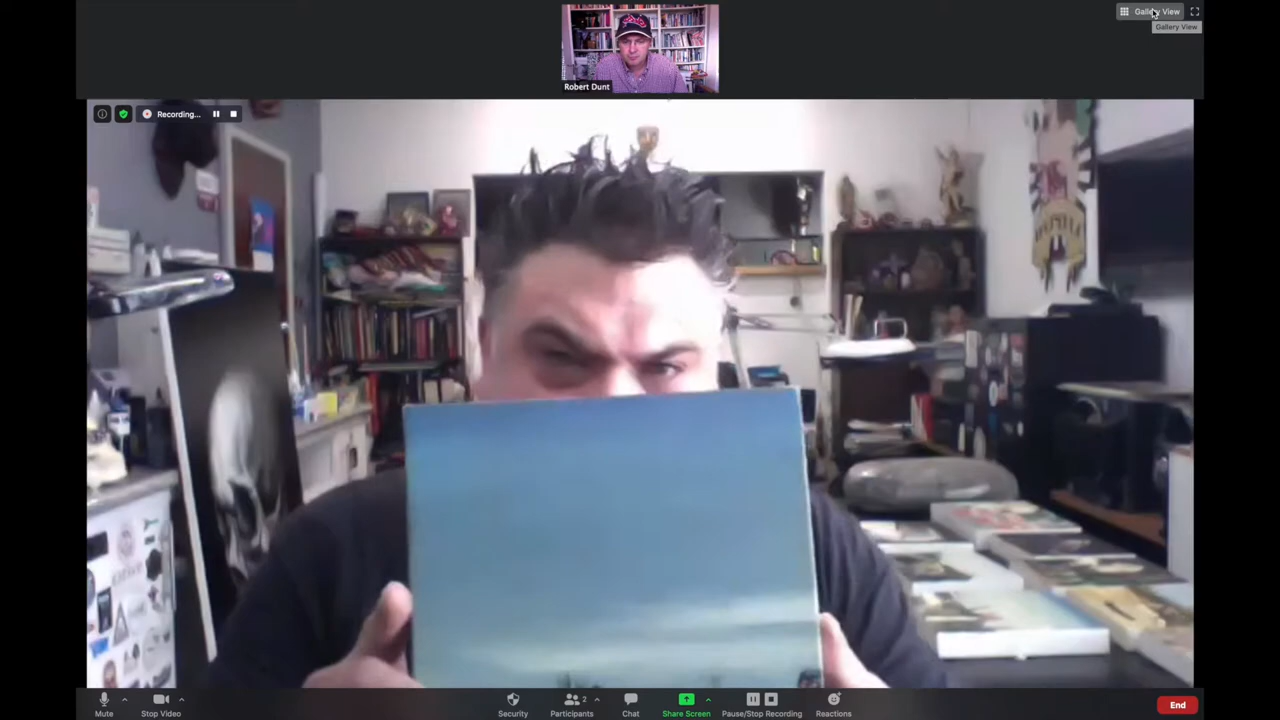 Gallery View
Gallery View
Robert Dunt
Recording...
2
Mute
Stop Video
Security
Participants
Chat
Share Screen
Pause/Stop Recording
Reactions
End